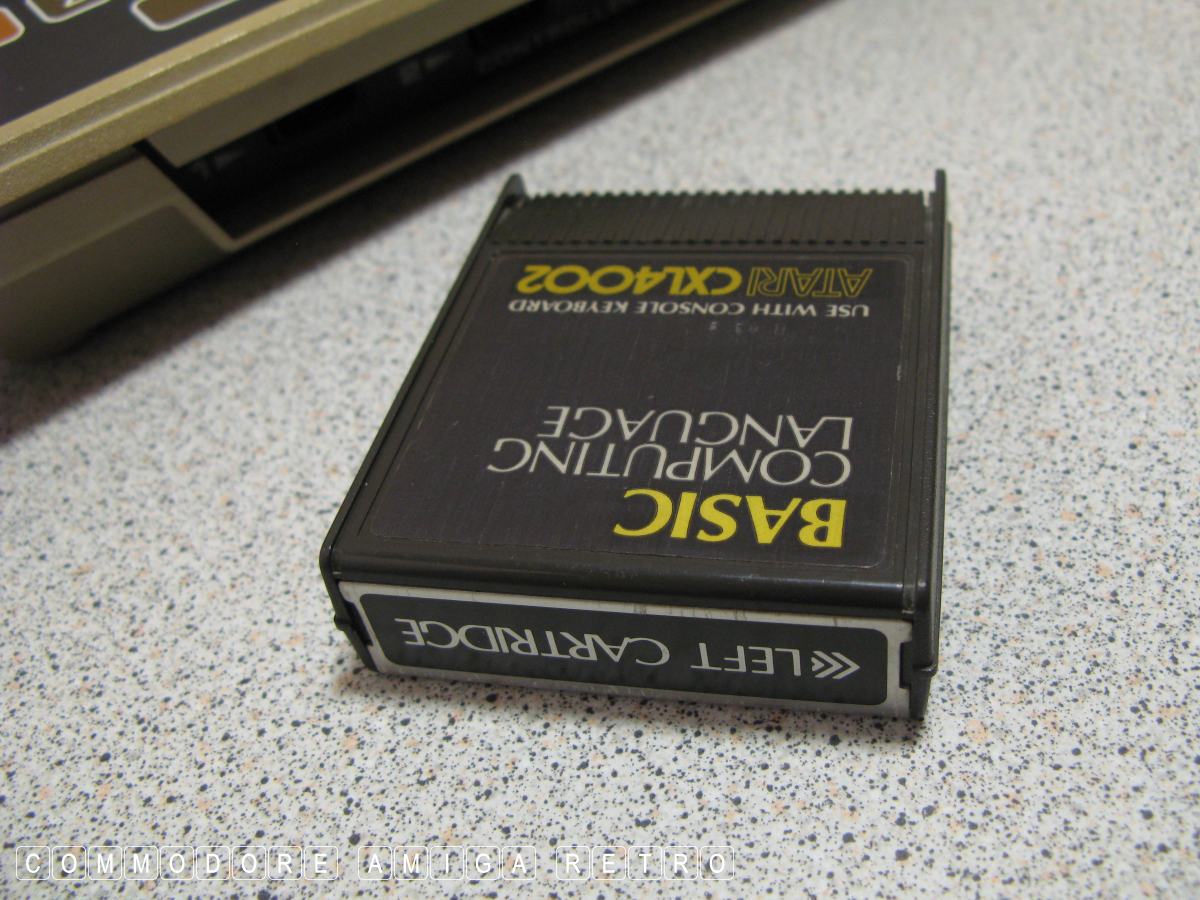 BASIC
COMPUTING
LANGUAGE
USE WITH CONSOLE KEYBOARD
ATARI CXL4002
LEFT CARTRIDGE
COMMODORE AMIGA RETRO